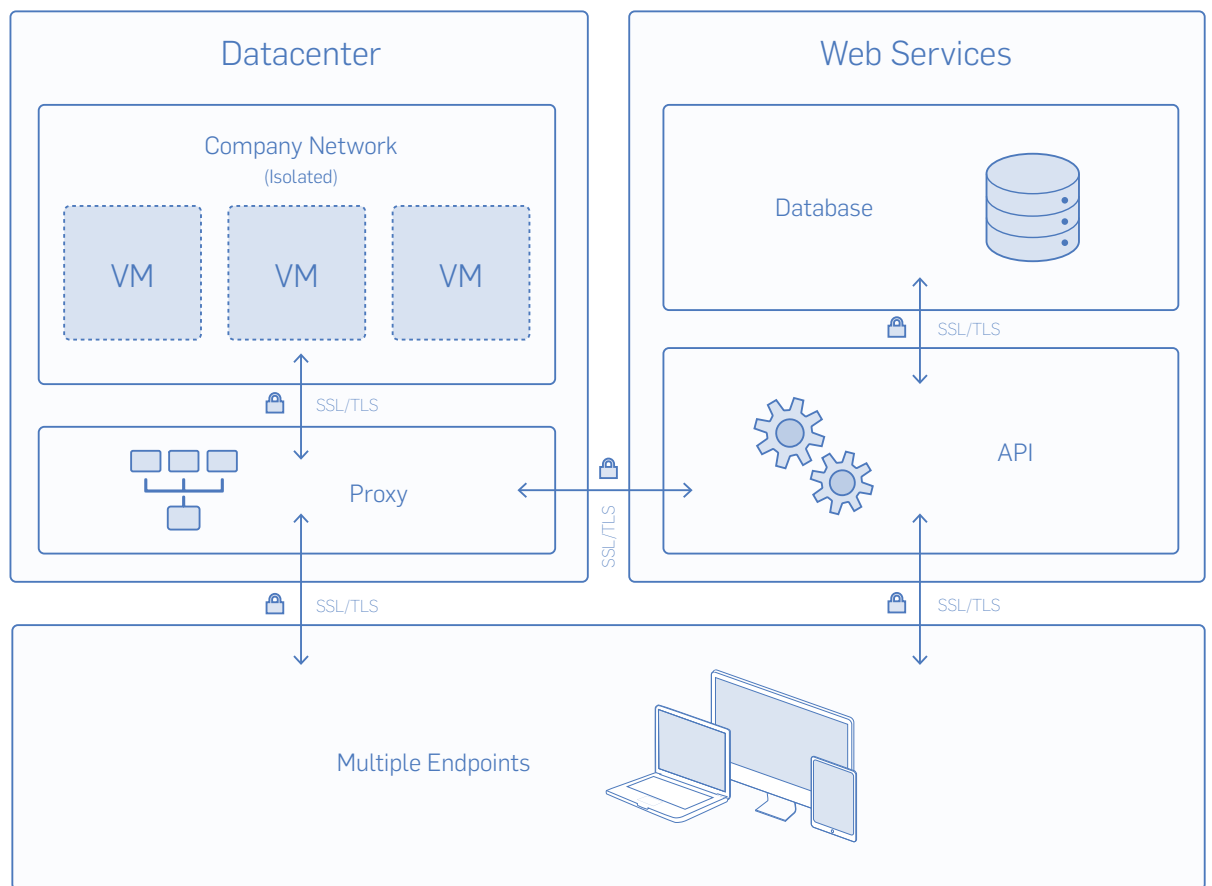 Datacenter
Company Network
(Isolated)
VM
VM
VM
SSL/TLS
Proxy
SSL/TLS
SSL/TLS
Web Services
Database
SSL/TLS
API
SSL/TLS
Multiple Endpoints